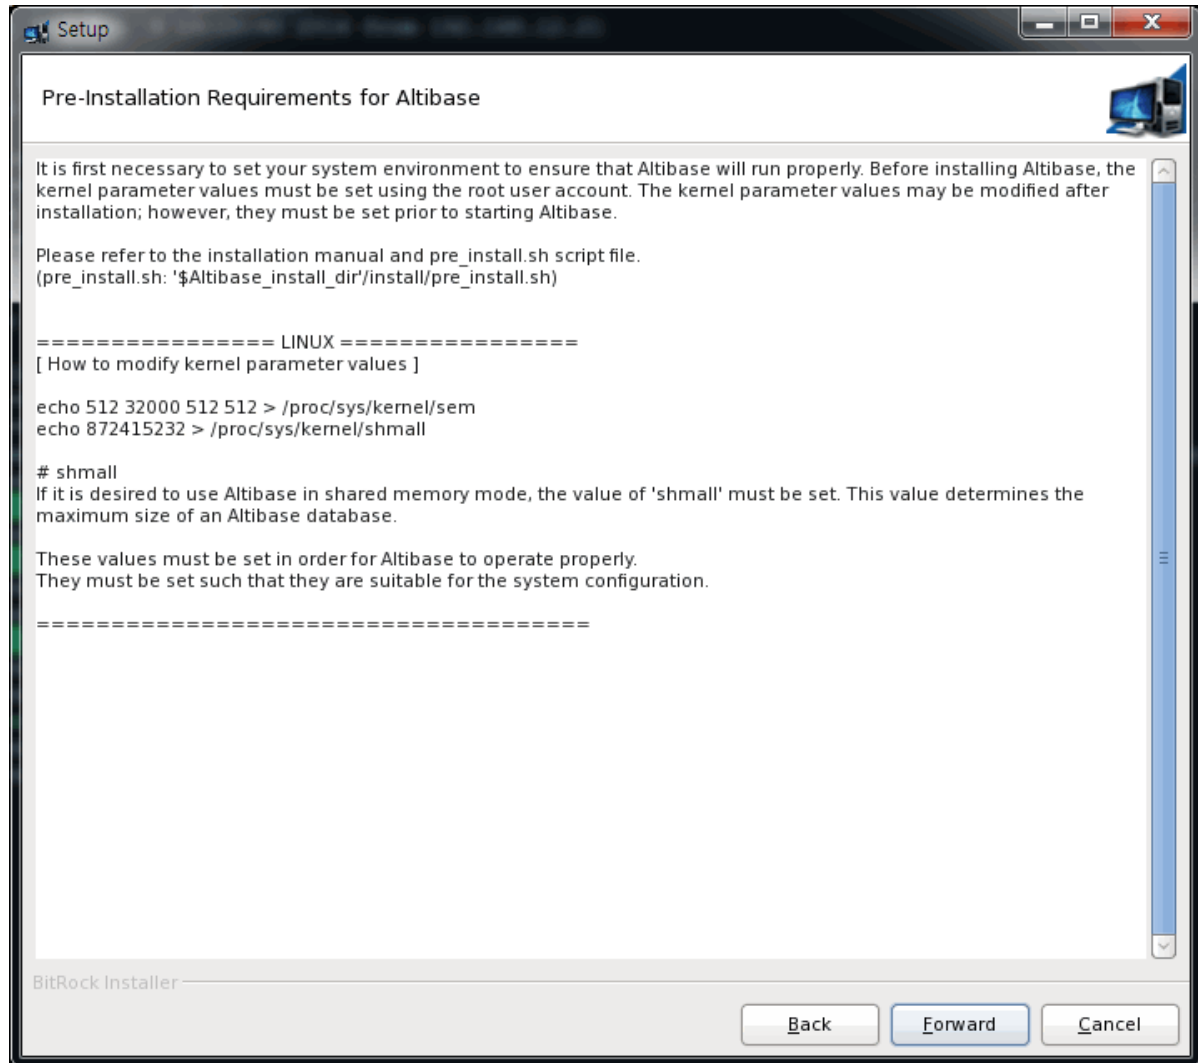 Setup
Pre-Installation Requirements for Altibase
It is first necessary to set your system environment to ensure that Altibase will run properly. Before installing Altibase, the
kernel parameter values must be set using the root user account. The kernel parameter values may be modified after
installation; however, they must be set prior to starting Altibase.
Please refer to the installation manual and pre_install.sh script file.
(pre_install.sh: '$Altibase_install_dir'/install/pre_install.sh)
================ LINUX ================
[ How to modify kernel parameter values ]
echo 512 32000 512 512 > /proc/sys/kernel/sem
echo 872415232 > /proc/sys/kernel/shmall
# shmall
If it is desired to use Altibase in shared memory mode, the value of 'shmall' must be set. This value determines the
maximum size of an Altibase database.
These values must be set in order for Altibase to operate properly.
They must be set such that they are suitable for the system configuration.
=====================================
BitRock Installer
Back
Forward
Cancel